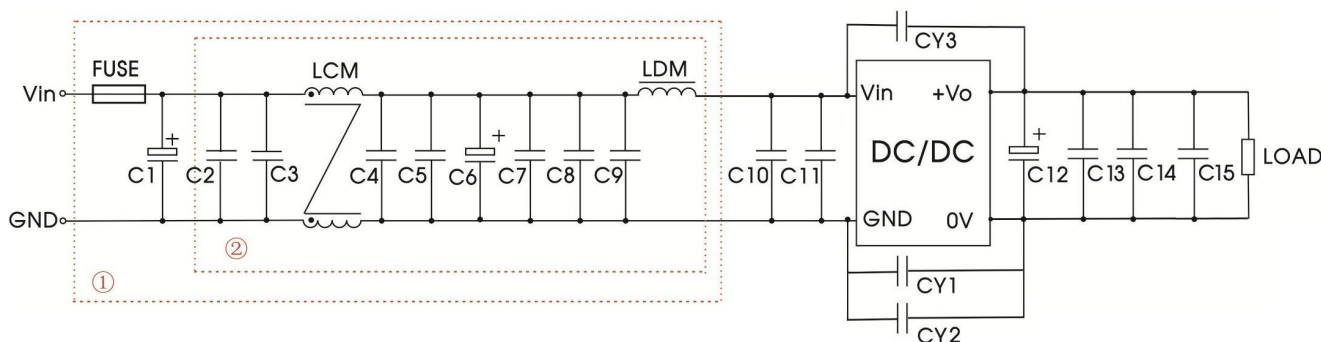 CY3
FUSE
LCM
LDM
Vin
+
C1
C2
C3
C4
C5
+
C6
C7
C8
C9
C10
C11
Vin
+Vo
DC/DC
GND
0V
+
C12
C13
C14
C15
LOAD
GND
②
①
CY1
CY2